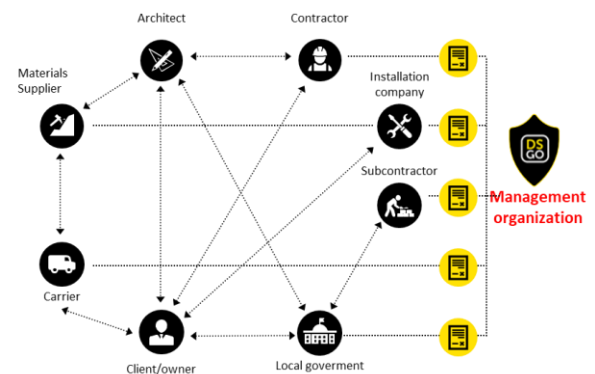 Architect
Contractor
Materials
Supplier
Installation
company
DS
GO
Subcontractor
Management
organization
Carrier
Client/owner
Local goverment